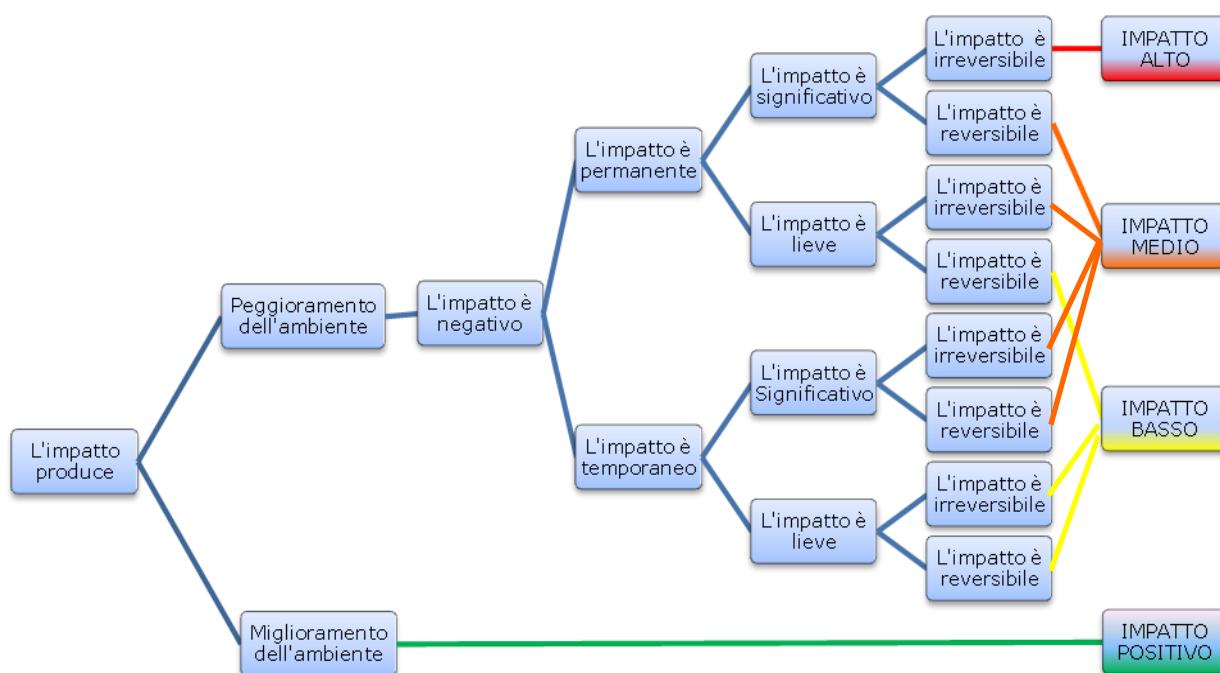 L'impatto
produce
Peggioramento
dell'ambiente
Miglioramento
dell'ambiente
L'impatto è
negativo
L'impatto è
permanente
L'impatto è
temporaneo
L'impatto è
significativo
L'impatto è
lieve
L'impatto è
Significativo
L'impatto è
lieve
L'impatto è
irreversibile
L'impatto è
reversibile
L'impatto è
irreversibile
L'impatto è
reversibile
L'impatto è
irreversibile
L'impatto è
reversibile
L'impatto è
irreversibile
L'impatto è
reversibile
IMPATTO
ALTO
IMPATTO
MEDIO
IMPATTO
BASSO
IMPATTO
POSITIVO